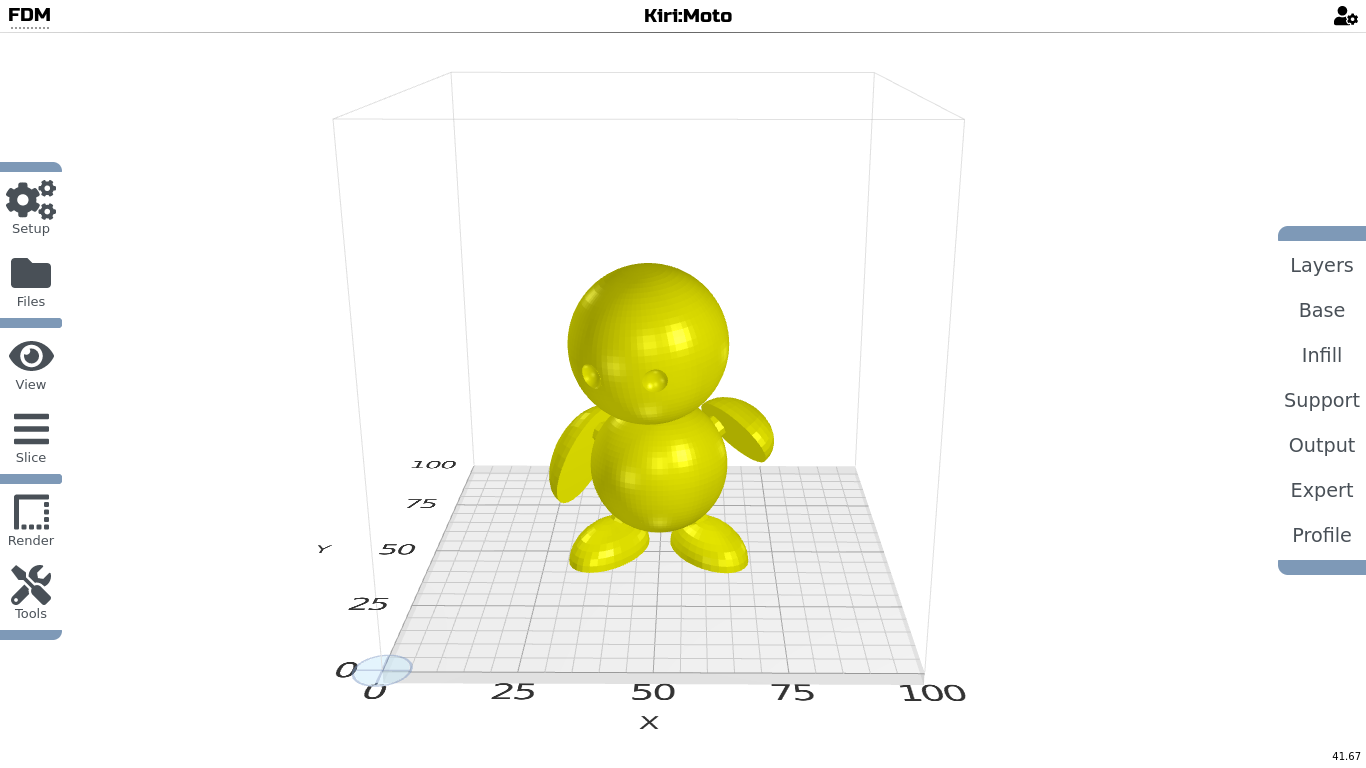 FDM
Kiri:Moto
Setup
Files
View
Slice
Render
Tools
Layers
Base
Infill
Support
Output
Expert
Profile
100
75
Y 50
25
0
0 25 50 75 100
X
41.67